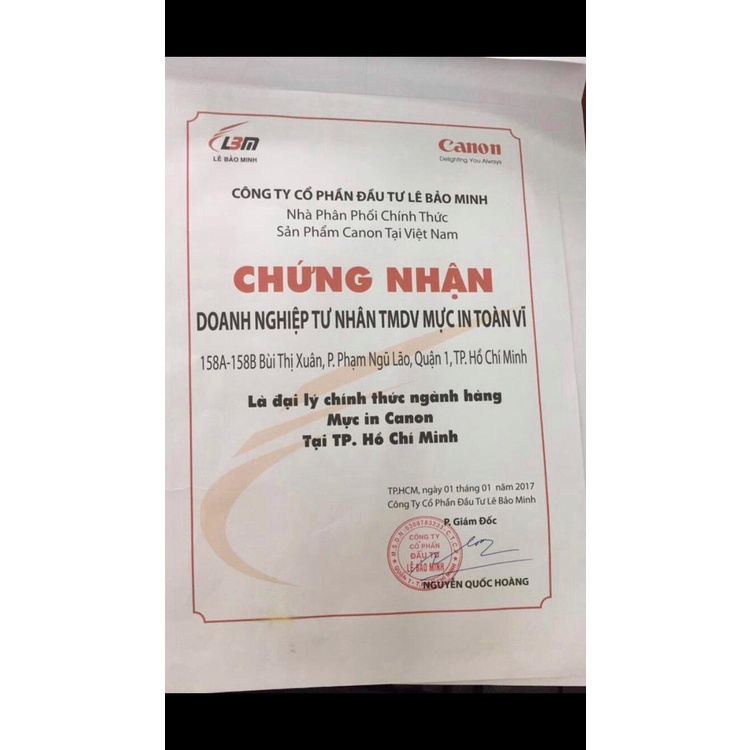 LBM
LÊ BẢO MINH
Canon
Delighting You Always
CÔNG TY CỔ PHẦN ĐẦU TƯ LÊ BẢO MINH
Nhà Phân Phối Chính Thức
Sản Phẩm Canon Tại Việt Nam
CHỨNG NHẬN
DOANH NGHIỆP TƯ NHÂN TMDV MỰC IN TOÀN VĨ
158A-158B Bùi Thị Xuân, P. Phạm Ngũ Lão, Quận 1, TP. Hồ Chí Minh
Là đại lý chính thức ngành hàng
Mực in Canon
Tại TP. Hồ Chí Minh
TP.HCM, ngày 01 tháng 01 năm 2017
Công Ty Cổ Phần Đầu Tư Lê Bảo Minh
P. Giám Đốc
CÔNG TY
CỔ PHẦN
ĐẦU TƯ
LÊ BẢO MINH
NGUYỄN QUỐC HOÀNG